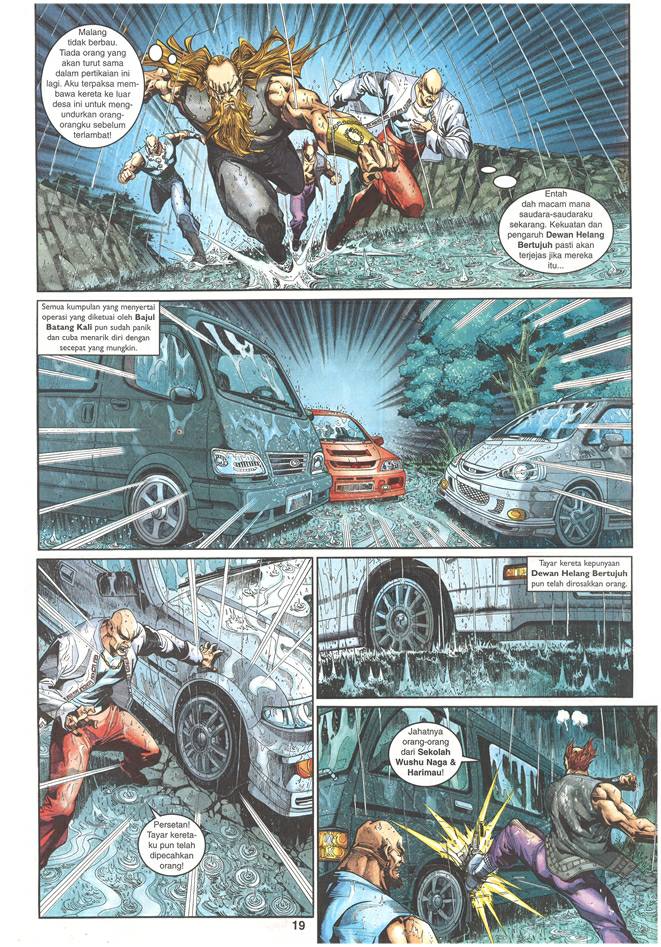 Malang
tidak berbau.
Tiada orang yang
akan turut sama
dalam pertikaian ini
lagi. Aku terpaksa mem-
bawa kereta ke luar
desa ini untuk meng-
undurkan orang-
orangku sebelum
terlambat!
Entah
dah macam mana
saudara-saudaraku
sekarang. Kekuatan dan
pengaruh Dewan Helang
Bertujuh pasti akan
terjejas jika mereka
itu...
Semua kumpulan yang menyertai
operasi yang diketuai oleh Bajul
Batang Kali pun sudah panik
dan cuba menarik diri dengan
secepat yang mungkin.
Persetan!
Tayar kereta-
ku pun telah
dipecahkan
orang!
Tayar kereta kepunyaan
Dewan Helang Bertujuh
pun telah dirosakkan orang.
Jahatnya
orang-orang
dari Sekolah
Wushu Naga &
Harimau!
19